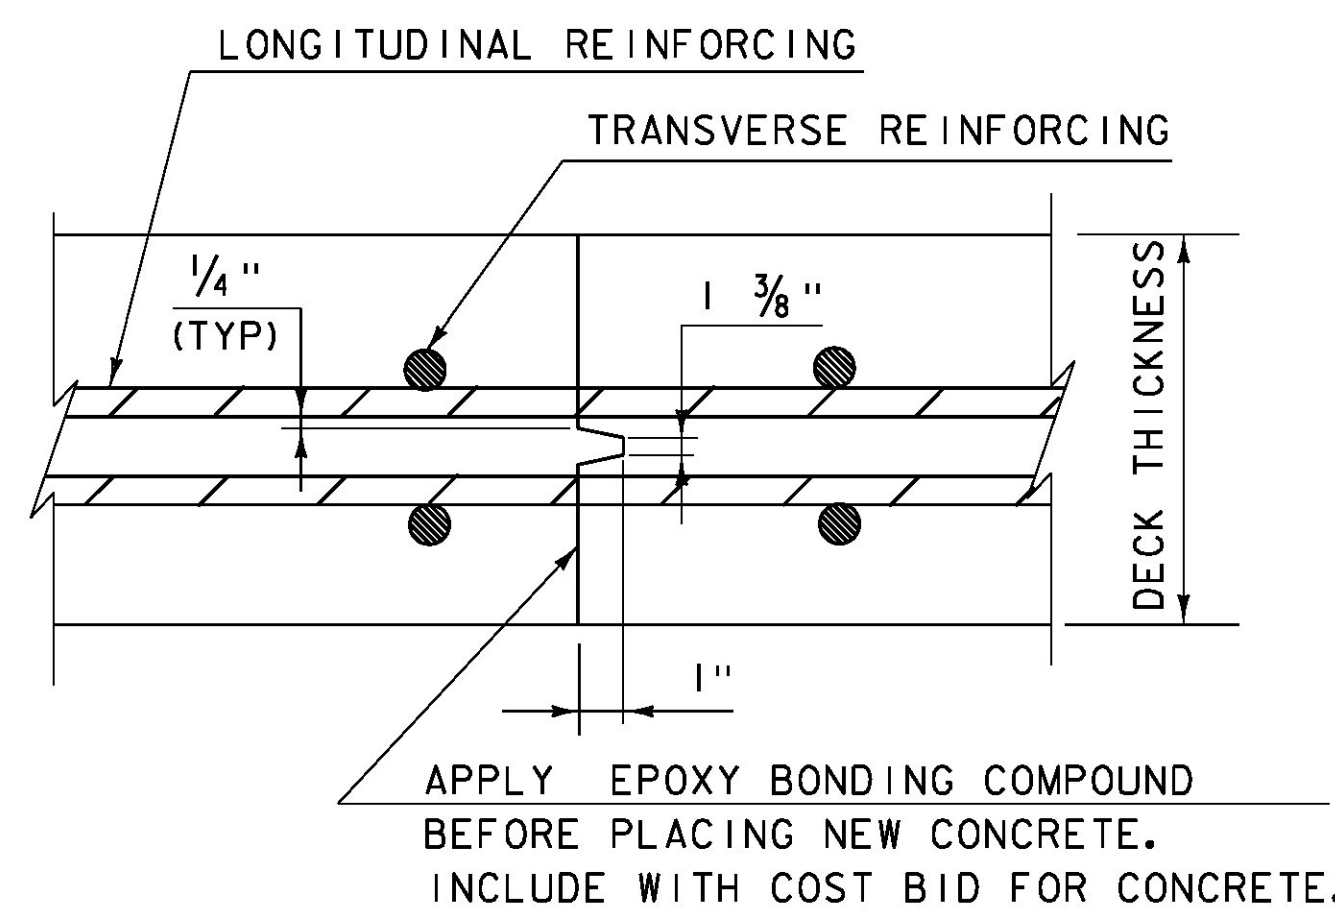 LONGITUDINAL REINFORCING
TRANSVERSE REINFORCING
1/4"
(TYP)
1 3/8"
DECK THICKNESS
1"
APPLY EPOXY BONDING COMPOUND
BEFORE PLACING NEW CONCRETE.
INCLUDE WITH COST BID FOR CONCRETE.